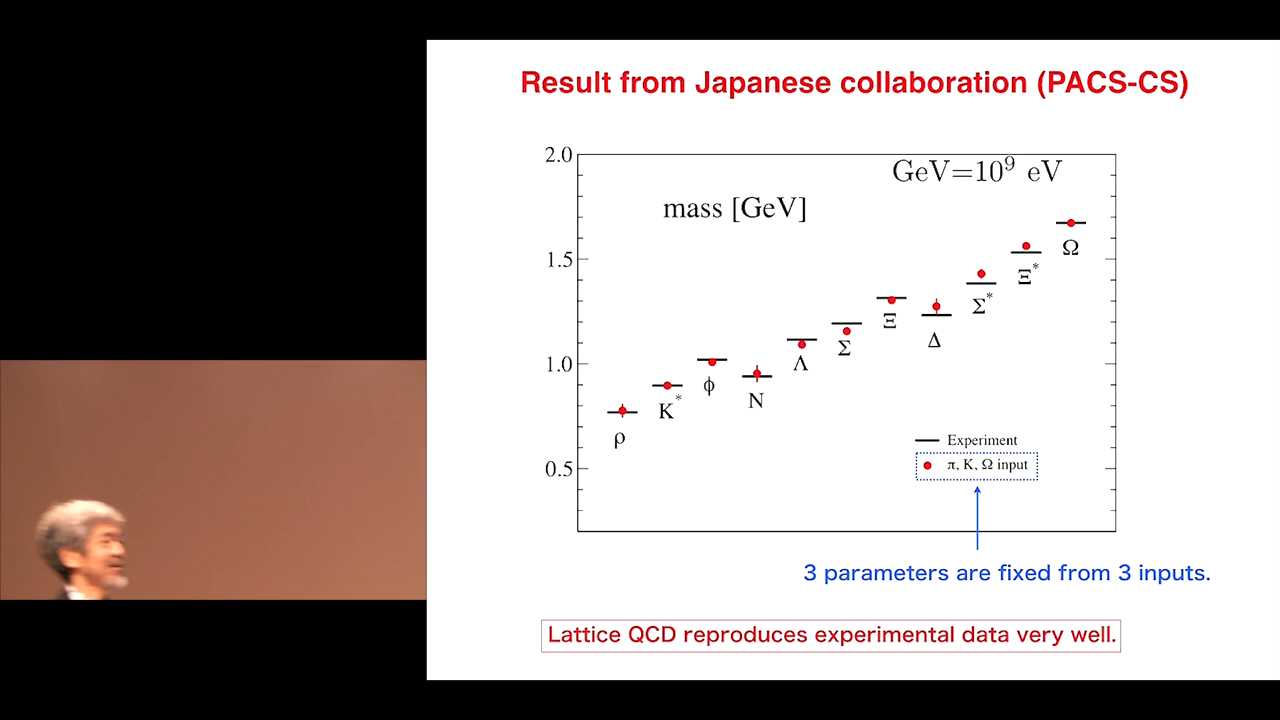 Result from Japanese collaboration (PACS-CS)
2.0
GeV=10⁹ eV
mass [GeV]
1.5
1.0
0.5
ρ
K*
ϕ
N
Λ
Σ
Ξ
Δ
Σ*
Ξ*
Ω
Experiment
π, K, Ω input
3 parameters are fixed from 3 inputs.
Lattice QCD reproduces experimental data very well.